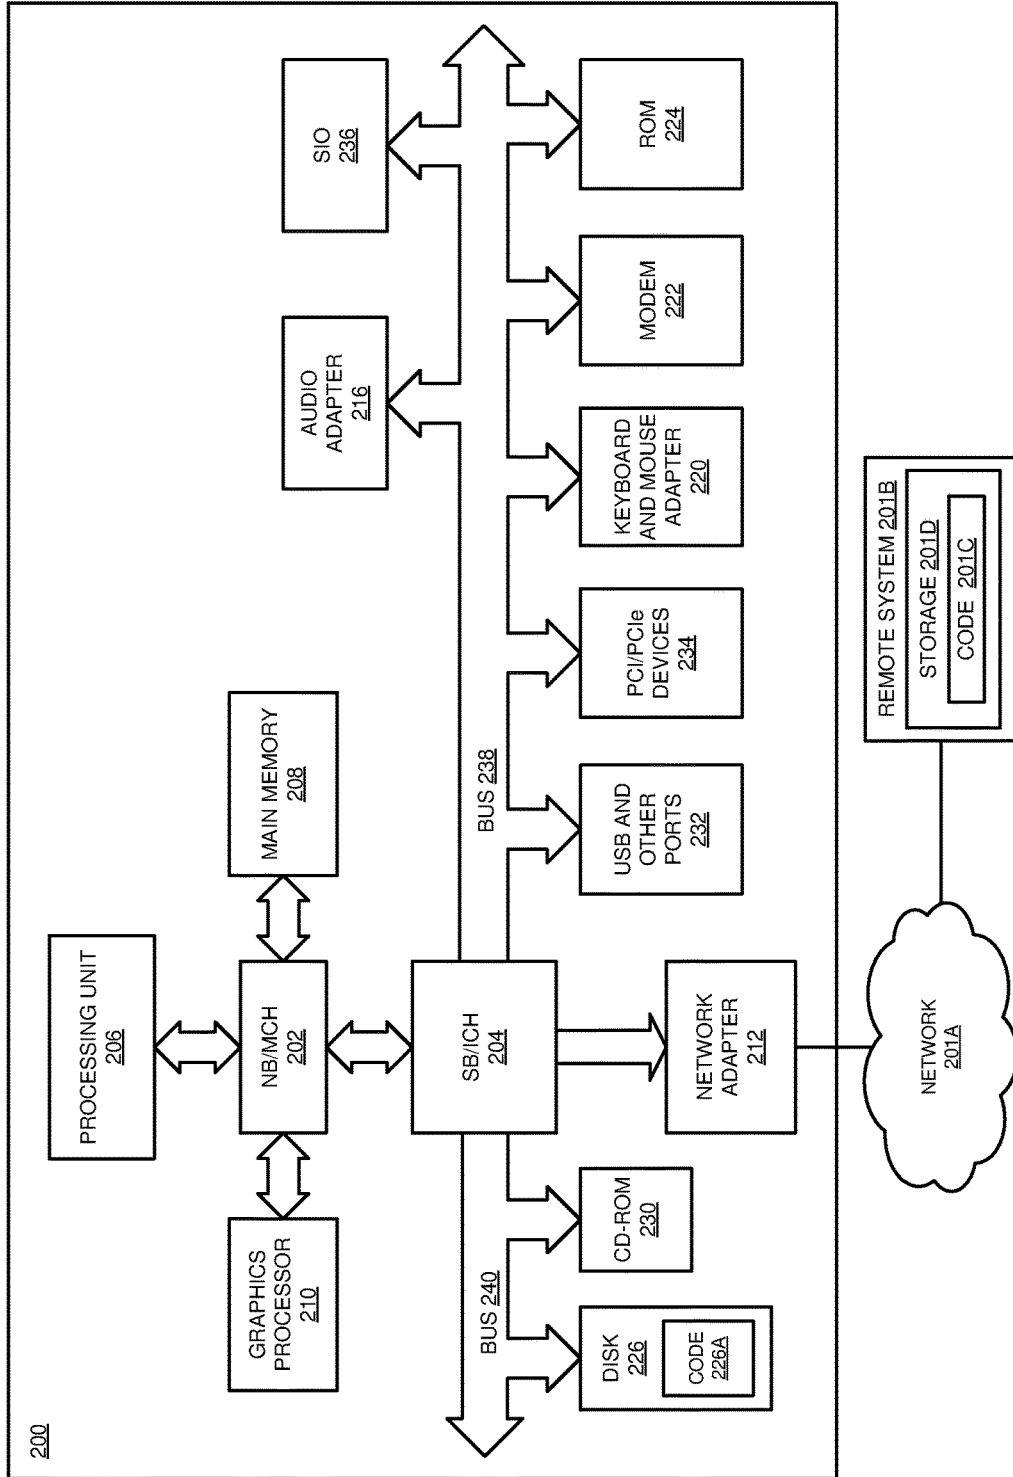 200
PROCESSING UNIT
206
GRAPHICS
PROCESSOR
210
NB/MCH
202
MAIN MEMORY
208
AUDIO
ADAPTER
216
SIO
236
SB/ICH
204
BUS 240
BUS 238
DISK
226
CODE
226A
CD-ROM
230
NETWORK
ADAPTER
212
USB AND
OTHER
PORTS
232
PCI/PCIe
DEVICES
234
KEYBOARD
AND MOUSE
ADAPTER
220
MODEM
222
ROM
224
NETWORK
201A
REMOTE SYSTEM 201B
STORAGE 201D
CODE 201C